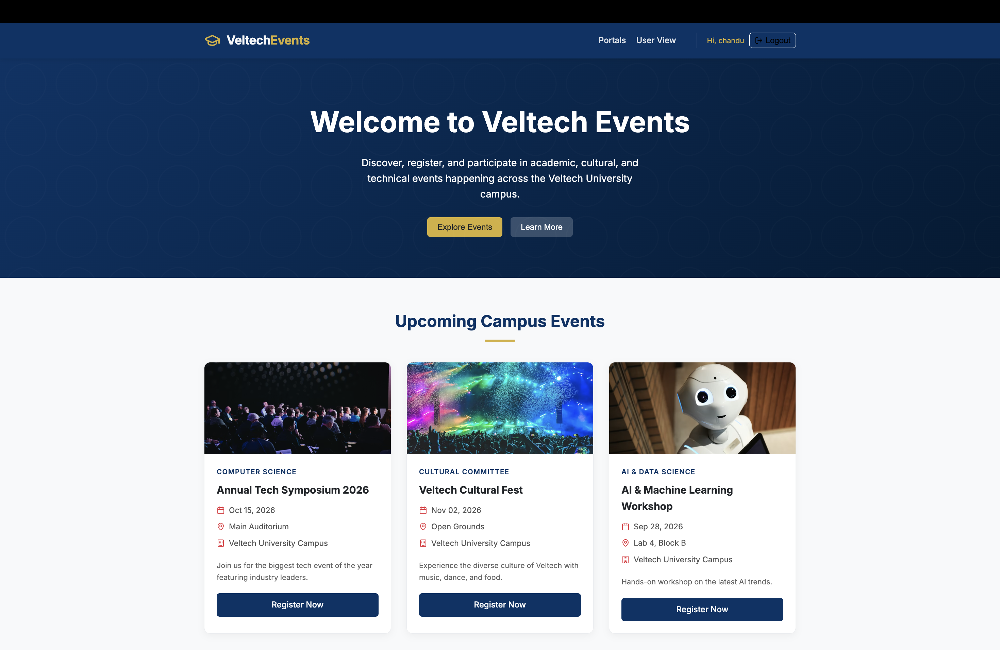 VeltechEvents
Portals
User View
Hi, chandu
Logout
Welcome to Veltech Events
Discover, register, and participate in academic, cultural, and
technical events happening across the Veltech University
campus.
Explore Events
Learn More
Upcoming Campus Events
COMPUTER SCIENCE
Annual Tech Symposium 2026
Oct 15, 2026
Main Auditorium
Veltech University Campus
Join us for the biggest tech event of the year
featuring industry leaders.
Register Now
CULTURAL COMMITTEE
Veltech Cultural Fest
Nov 02, 2026
Open Grounds
Veltech University Campus
Experience the diverse culture of Veltech with
music, dance, and food.
Register Now
AI & DATA SCIENCE
AI & Machine Learning
Workshop
Sep 28, 2026
Lab 4, Block B
Veltech University Campus
Hands-on workshop on the latest AI trends.
Register Now